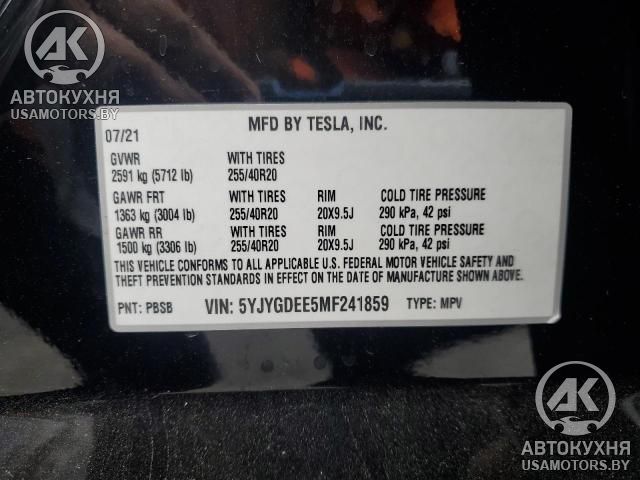 AK
АВТОКУХНЯ
USAMOTORS.BY
07/21 MFD BY TESLA, INC.
GVWR WITH TIRES
2591 kg (5712 lb) 255/40R20
GAWR FRT WITH TIRES RIM COLD TIRE PRESSURE
1363 kg (3004 lb) 255/40R20 20X9.5J 290 kPa, 42 psi
GAWR RR WITH TIRES RIM COLD TIRE PRESSURE
1500 kg (3306 lb) 255/40R20 20X9.5J 290 kPa, 42 psi
THIS VEHICLE CONFORMS TO ALL APPLICABLE U.S. FEDERAL MOTOR VEHICLE SAFETY AND
THEFT PREVENTION STANDARDS IN EFFECT ON THE DATE OF MANUFACTURE SHOWN ABOVE.
PNT: PBSB VIN: 5YJYGDEE5MF241859 TYPE: MPV
AK
АВТОКУХНЯ
USAMOTORS.BY